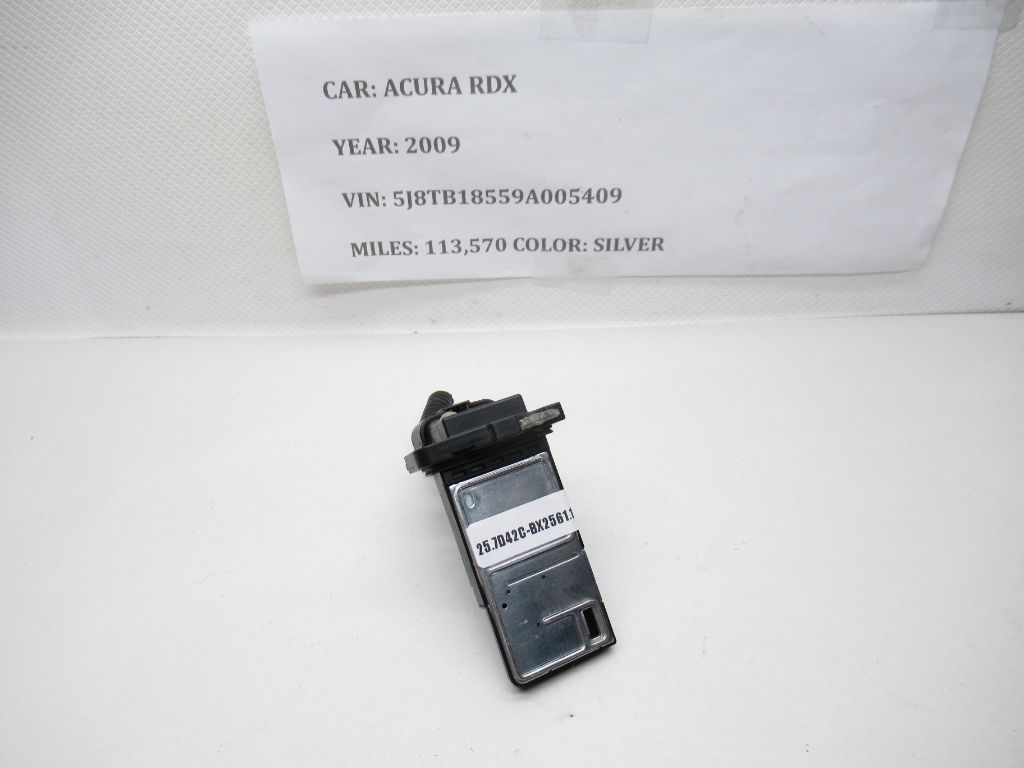 CAR: ACURA RDX
YEAR: 2009
VIN: 5J8TB18559A005409
MILES: 113,570 COLOR: SILVER
25.7D42C-BX2561.1